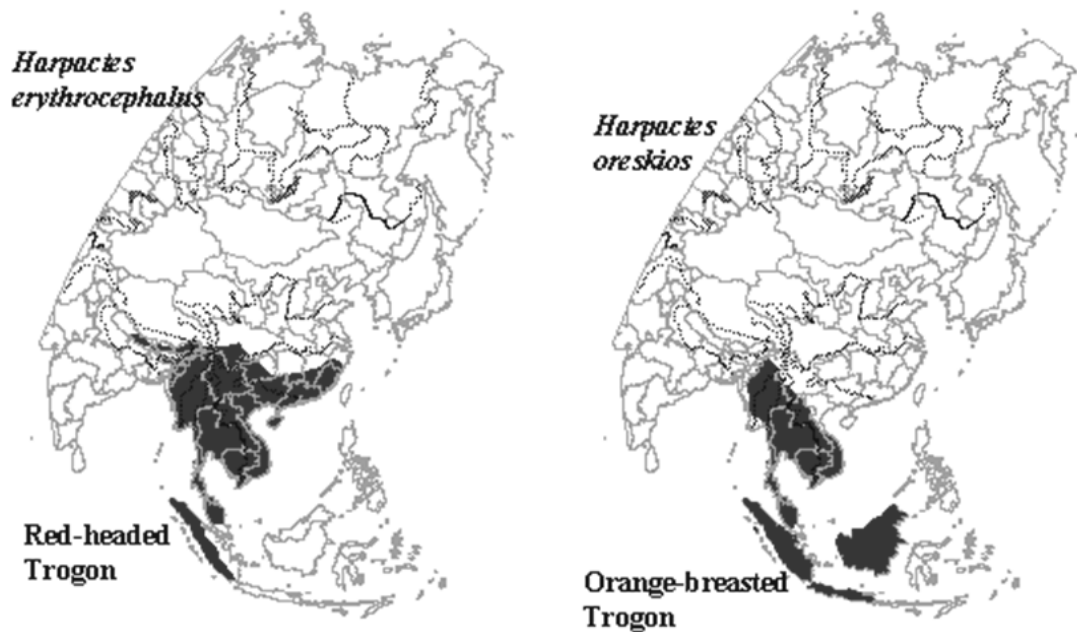 Harpactes
erythrocephalus
Red-headed
Trogon
Harpactes
oreskios
Orange-breasted
Trogon